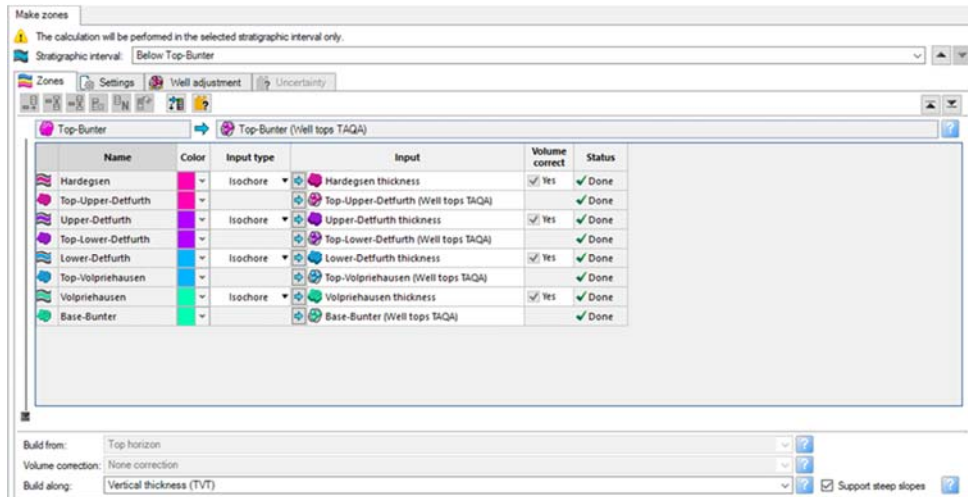 Make zones
The calculation will be performed in the selected stratigraphic interval only.
Stratigraphic interval: Below Top-Bunter
Zones Settings Well adjustment Uncertainty
Top-Bunter Top-Bunter (Well tops TAQA)
Name Color Input type Input Volume correct Status
Hardegsen Isochore Hardegsen thickness Yes Done
Top-Upper-Detfurth Top-Upper-Detfurth (Well tops TAQA) Done
Upper-Detfurth Isochore Upper-Detfurth thickness Yes Done
Top-Lower-Detfurth Top-Lower-Detfurth (Well tops TAQA) Done
Lower-Detfurth Isochore Lower-Detfurth thickness Yes Done
Top-Volpriehausen Top-Volpriehausen (Well tops TAQA) Done
Volpriehausen Isochore Volpriehausen thickness Yes Done
Base-Bunter Base-Bunter (Well tops TAQA) Done
Build from: Top horizon
Volume correction: None correction
Build along: Vertical thickness (TVT) Support steep slopes